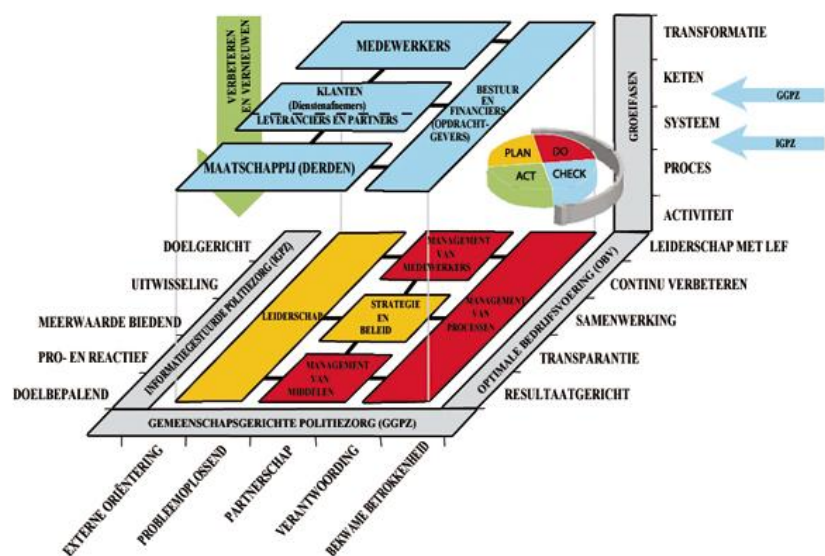 VERBETEREN
EN VERNIEUWEN
MEDEWERKERS
KLANTEN
(Dienstenafnemers)
LEVERANCIERS EN PARTNERS
MAATSCHAPPIJ (DERDEN)
BESTUUR
EN
FINANCIERS
(OPDRACHT-
GEVERS)
PLAN
DO
ACT
CHECK
GROEIFASEN
TRANSFORMATIE
KETEN
SYSTEEM
PROCES
ACTIVITEIT
GGPZ
IGPZ
DOELGERICHT
UITWISSELING
MEERWAARDE BIEDEND
PRO- EN REACTIEF
DOELBEPALEND
INFORMATIEGESTUURDE POLITIEZORG (IGPZ)
LEIDERSCHAP
MANAGEMENT
VAN
MEDEWERKERS
STRATEGIE
EN
BELEID
MANAGEMENT
VAN
MIDDELEN
MANAGEMENT
VAN
PROCESSEN
OPTIMALE BEDRIJFSVOERING (OBV)
LEIDERSCHAP MET LEF
CONTINU VERBETEREN
SAMENWERKING
TRANSPARANTIE
RESULTAATGERICHT
GEMEENSCHAPSGERICHTE POLITIEZORG (GGPZ)
EXTERNE ORIËNTERING
PROBLEEMOPLOSSEND
PARTNERSCHAP
VERANTWOORDING
BEKWAME BETROKKENHEID